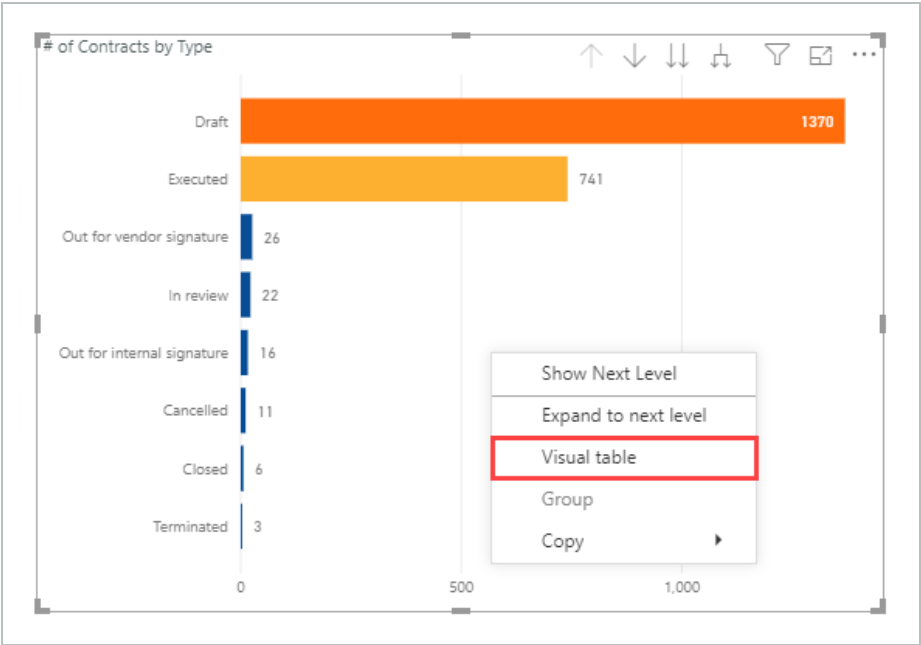 # of Contracts by Type
Draft 1370
Executed 741
Out for vendor signature 26
In review 22
Out for internal signature 16
Cancelled 11
Closed 6
Terminated 3
0 500 1,000
Show Next Level
Expand to next level
Visual table
Group
Copy